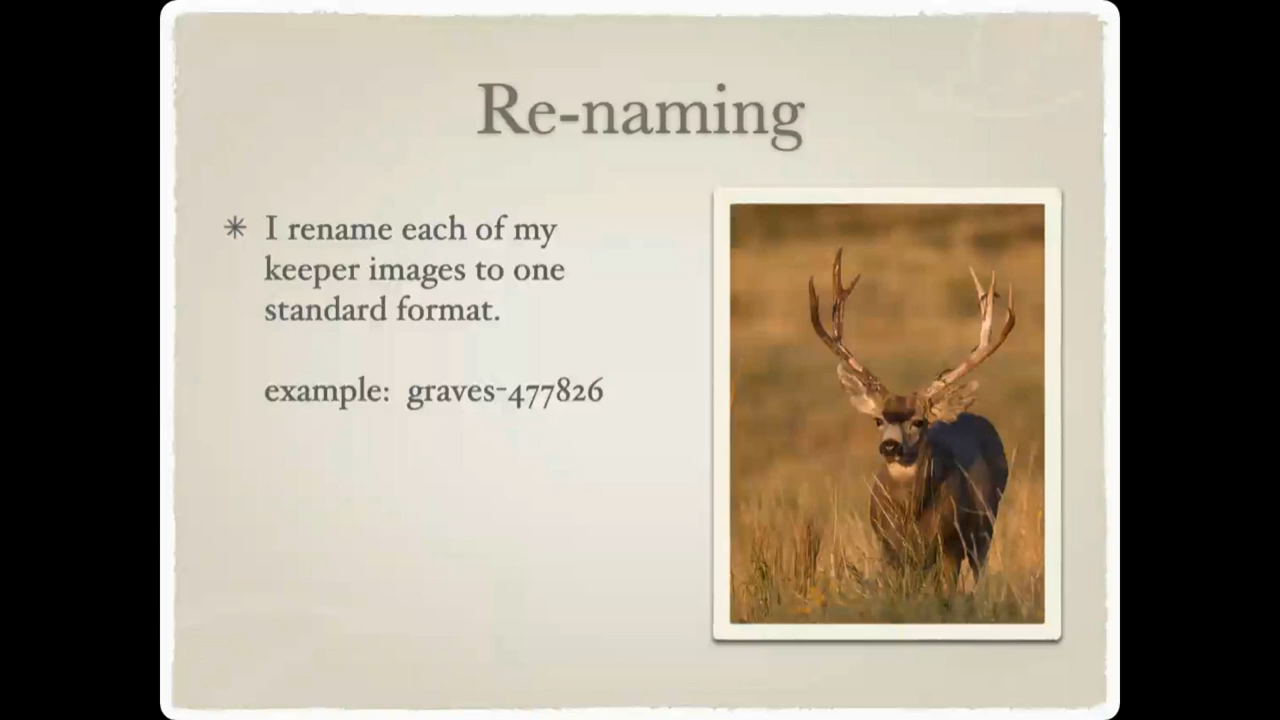 Re-naming
I rename each of my
keeper images to one
standard format.
example: graves-477826